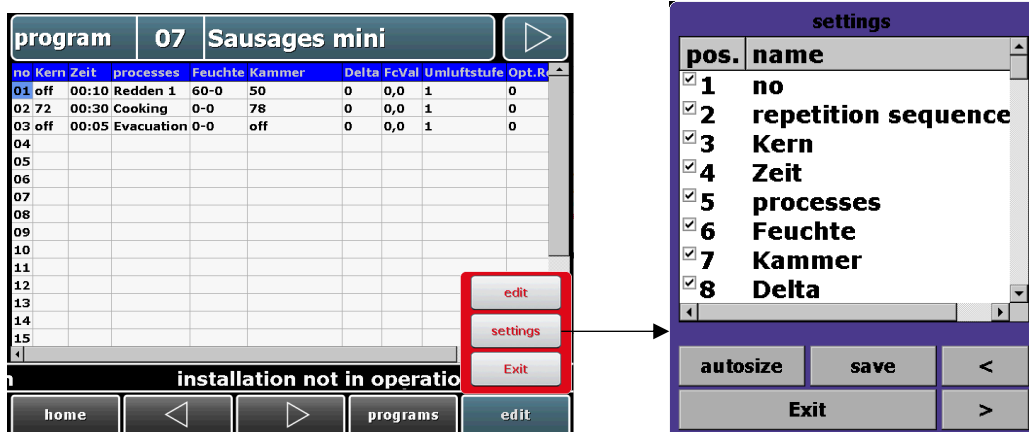 program 07 Sausages mini
no Kern Zeit processes Feuchte Kammer Delta FcVal Umluftstufe Opt.Re
01 off 00:10 Redden 1 60-0 50 0 0,0 1 0
02 72 00:30 Cooking 0-0 78 0 0,0 1 0
03 off 00:05 Evacuation 0-0 off 0 0,0 1 0
04
05
06
07
08
09
10
11
12
13
14
15
edit
settings
Exit
installation not in operatio
home programs edit
settings
pos. name
1 no
2 repetition sequence
3 Kern
4 Zeit
5 processes
6 Feuchte
7 Kammer
8 Delta
autosize save <
Exit >